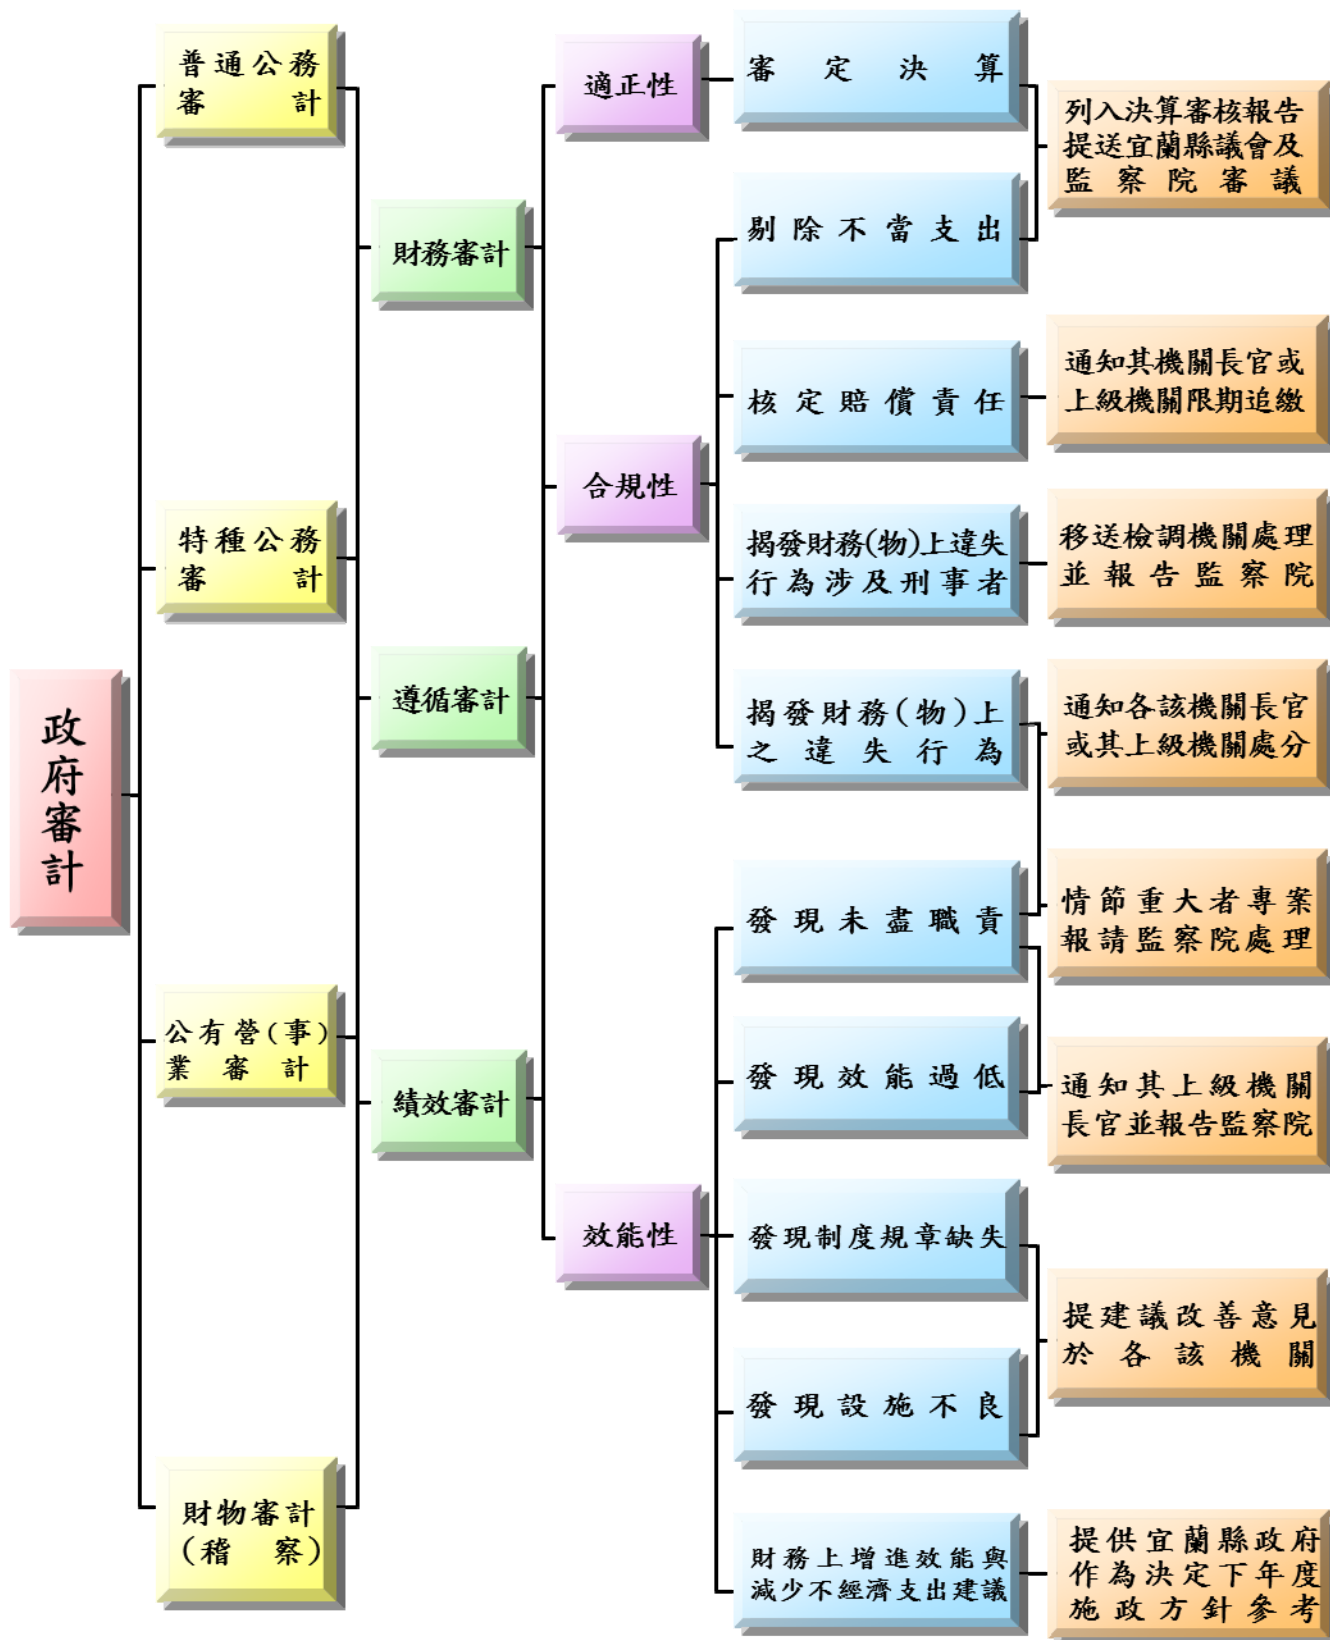 政府審計
普通公務
審計
特種公務
審計
公有營(事)
業審計
財物審計
(稽察)
財務審計
遵循審計
績效審計
適正性
合規性
效能性
審定決算
剔除不當支出
核定賠償責任
揭發財務(物)上違失
行為涉及刑事者
揭發財務(物)上
之違失行為
發現未盡職責
發現效能過低
發現制度規章缺失
發現設施不良
財務上增進效能與
減少不經濟支出建議
列入決算審核報告
提送宜蘭縣議會及
監察院審議
通知其機關長官或
上級機關限期追繳
移送檢調機關處理
並報告監察院
通知各該機關長官
或其上級機關處分
情節重大者專案
報請監察院處理
通知其上級機關
長官並報告監察院
提建議改善意見
於各該機關
提供宜蘭縣政府
作為決定下年度
施政方針參考